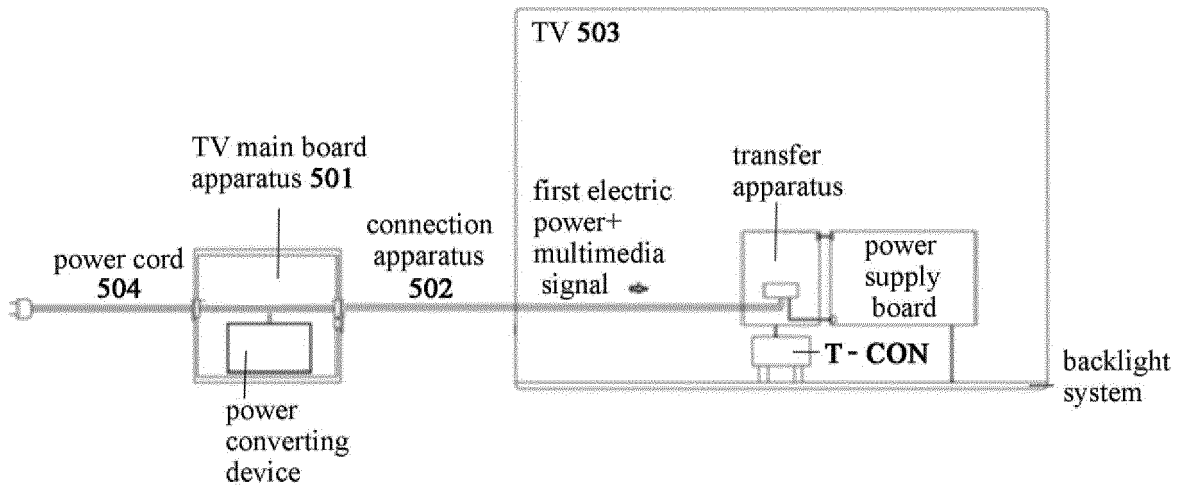 TV 503
TV main board
apparatus 501
transfer
apparatus
first electric
power+
multimedia
signal
connection
apparatus
502
power cord
504
power
supply
board
T - CON
backlight
system
power
converting
device